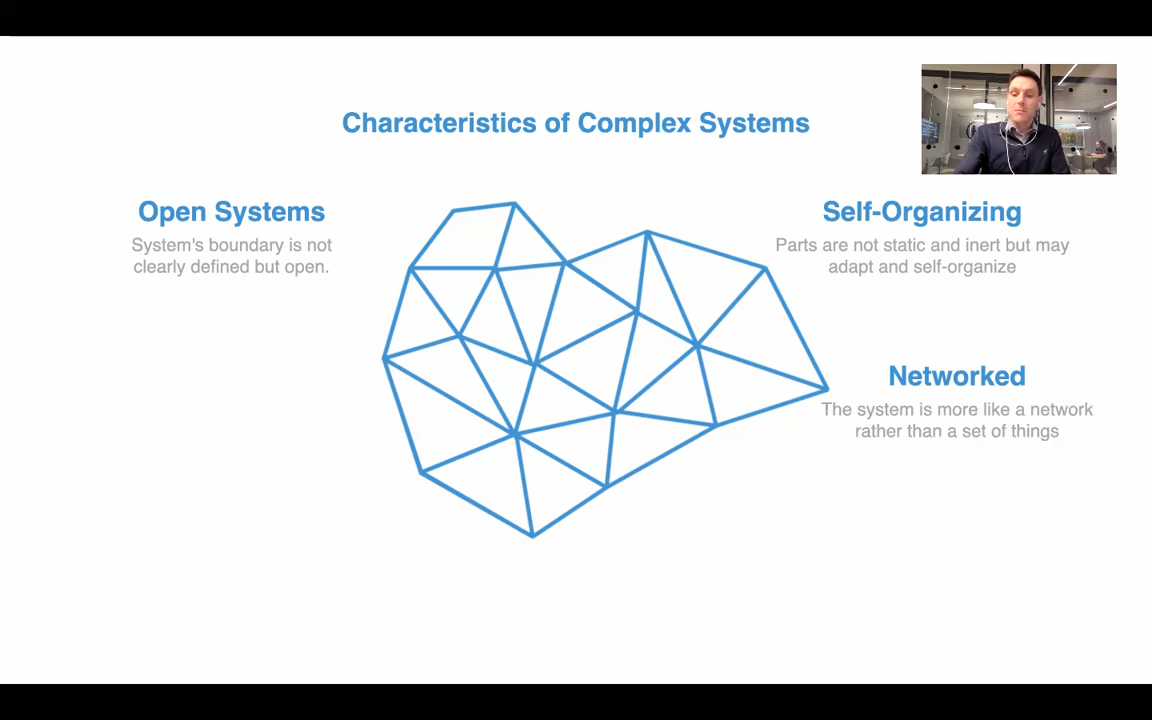 Characteristics of Complex Systems
Open Systems
System's boundary is not
clearly defined but open.
Self-Organizing
Parts are not static and inert but may
adapt and self-organize
Networked
The system is more like a network
rather than a set of things